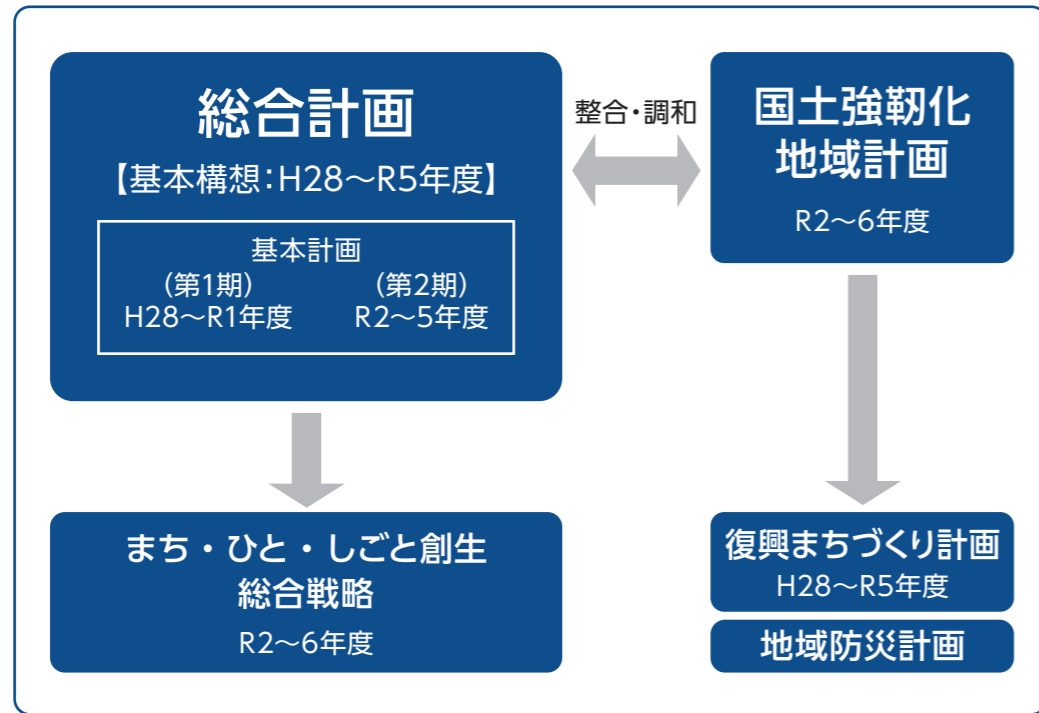 総合計画
【基本構想:H28〜R5年度】
基本計画
(第1期) (第2期)
H28〜R1年度 R2〜5年度
整合・調和
国土強靭化
地域計画
R2〜6年度
まち・ひと・しごと創生
総合戦略
R2〜6年度
復興まちづくり計画
H28〜R5年度
地域防災計画